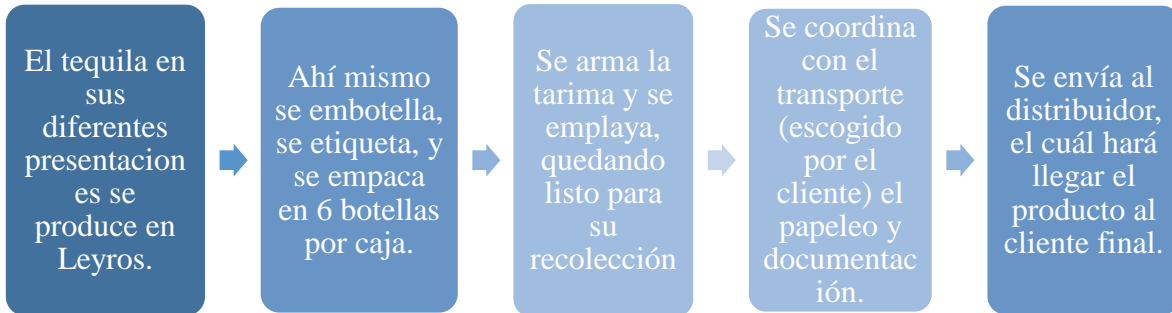 El tequila en
sus
diferentes
presentacion
es se
produce en
Leyros.
Ahí mismo
se embotella,
se etiqueta, y
se empaca
en 6 botellas
por caja.
Se arma la
tarima y se
emplaya,
quedando
listo para
su
recolección
Se coordina
con el
transporte
(escogido
por el
cliente) el
papeleo y
documentac
ión.
Se envía al
distribuidor,
el cuál hará
llegar el
producto al
cliente final.